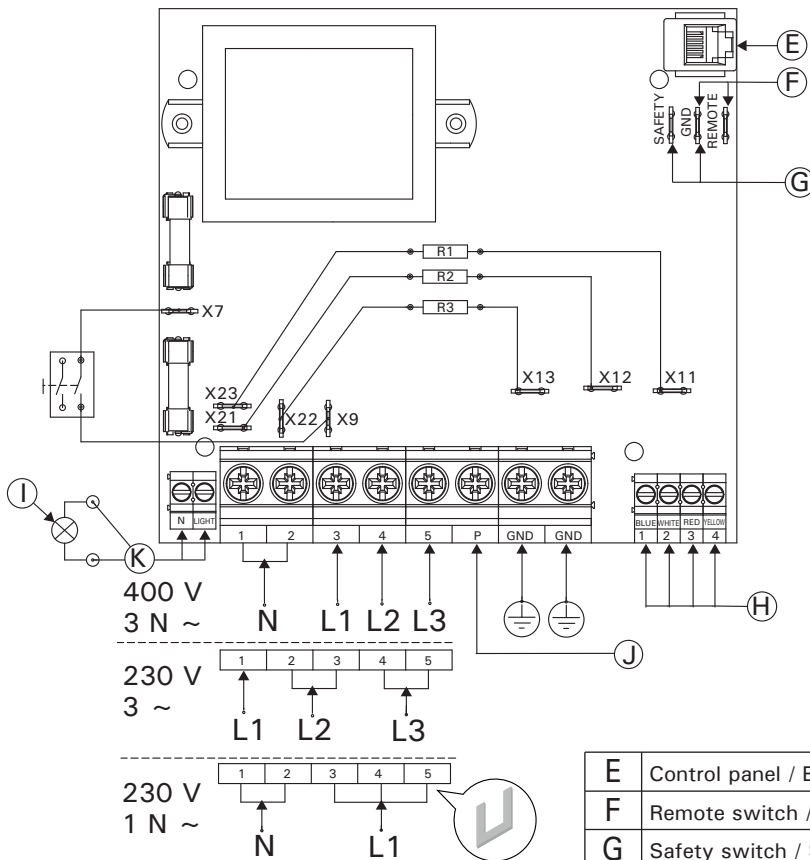 E
F
SAFETY
GND
REMOTE
G
R1
R2
R3
X7
X23
X21
X22
X9
X13
X12
X11
I
N LIGHT
K
1 2 3 4 5 P GND GND
BLUE WHITE RED YELLOW
1 2 3 4
H
400 V
3 N ~
N L1 L2 L3
J
230 V
3 ~
1 2 3 4 5
L1 L2 L3
230 V
1 N ~
1 2 3 4 5
N L1
E Control panel /
F Remote switch /
G Safety switch /